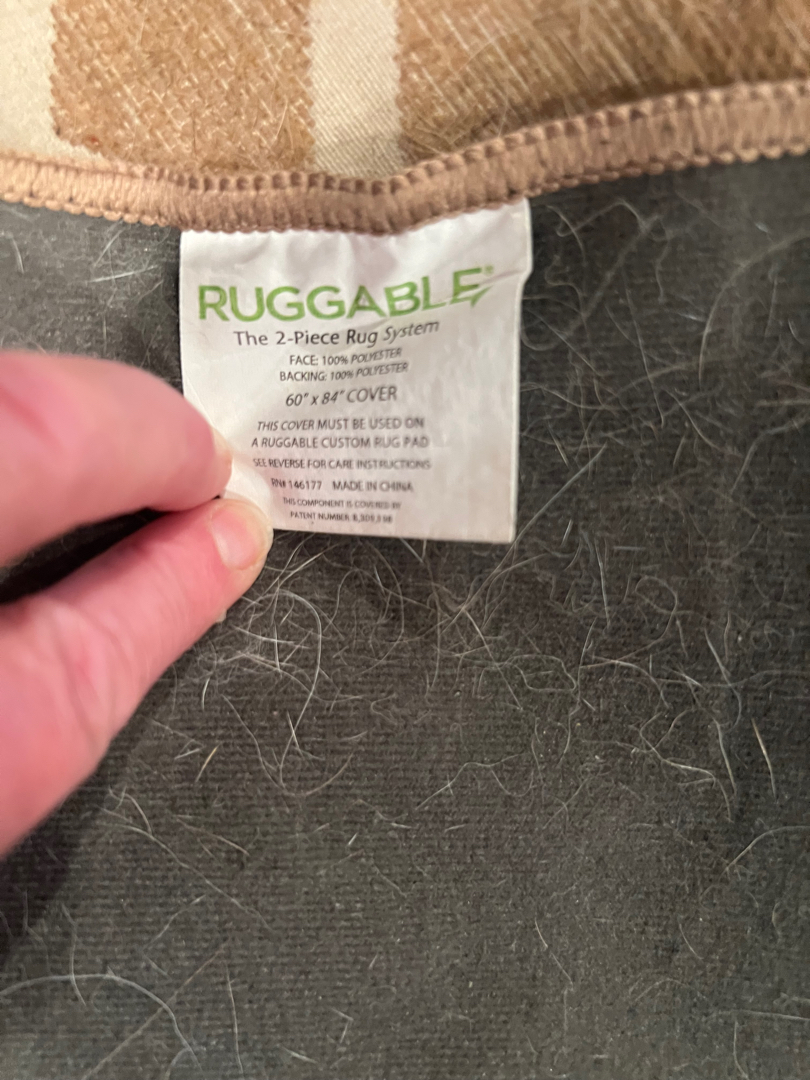 RUGGABLE®
The 2-Piece Rug System
FACE: 100% POLYESTER
BACKING: 100% POLYESTER
60" x 84" COVER
THIS COVER MUST BE USED ON
A RUGGABLE CUSTOM RUG PAD
SEE REVERSE FOR CARE INSTRUCTIONS
RN# 146177 MADE IN CHINA
THIS COMPONENT IS COVERED BY
PATENT NUMBER